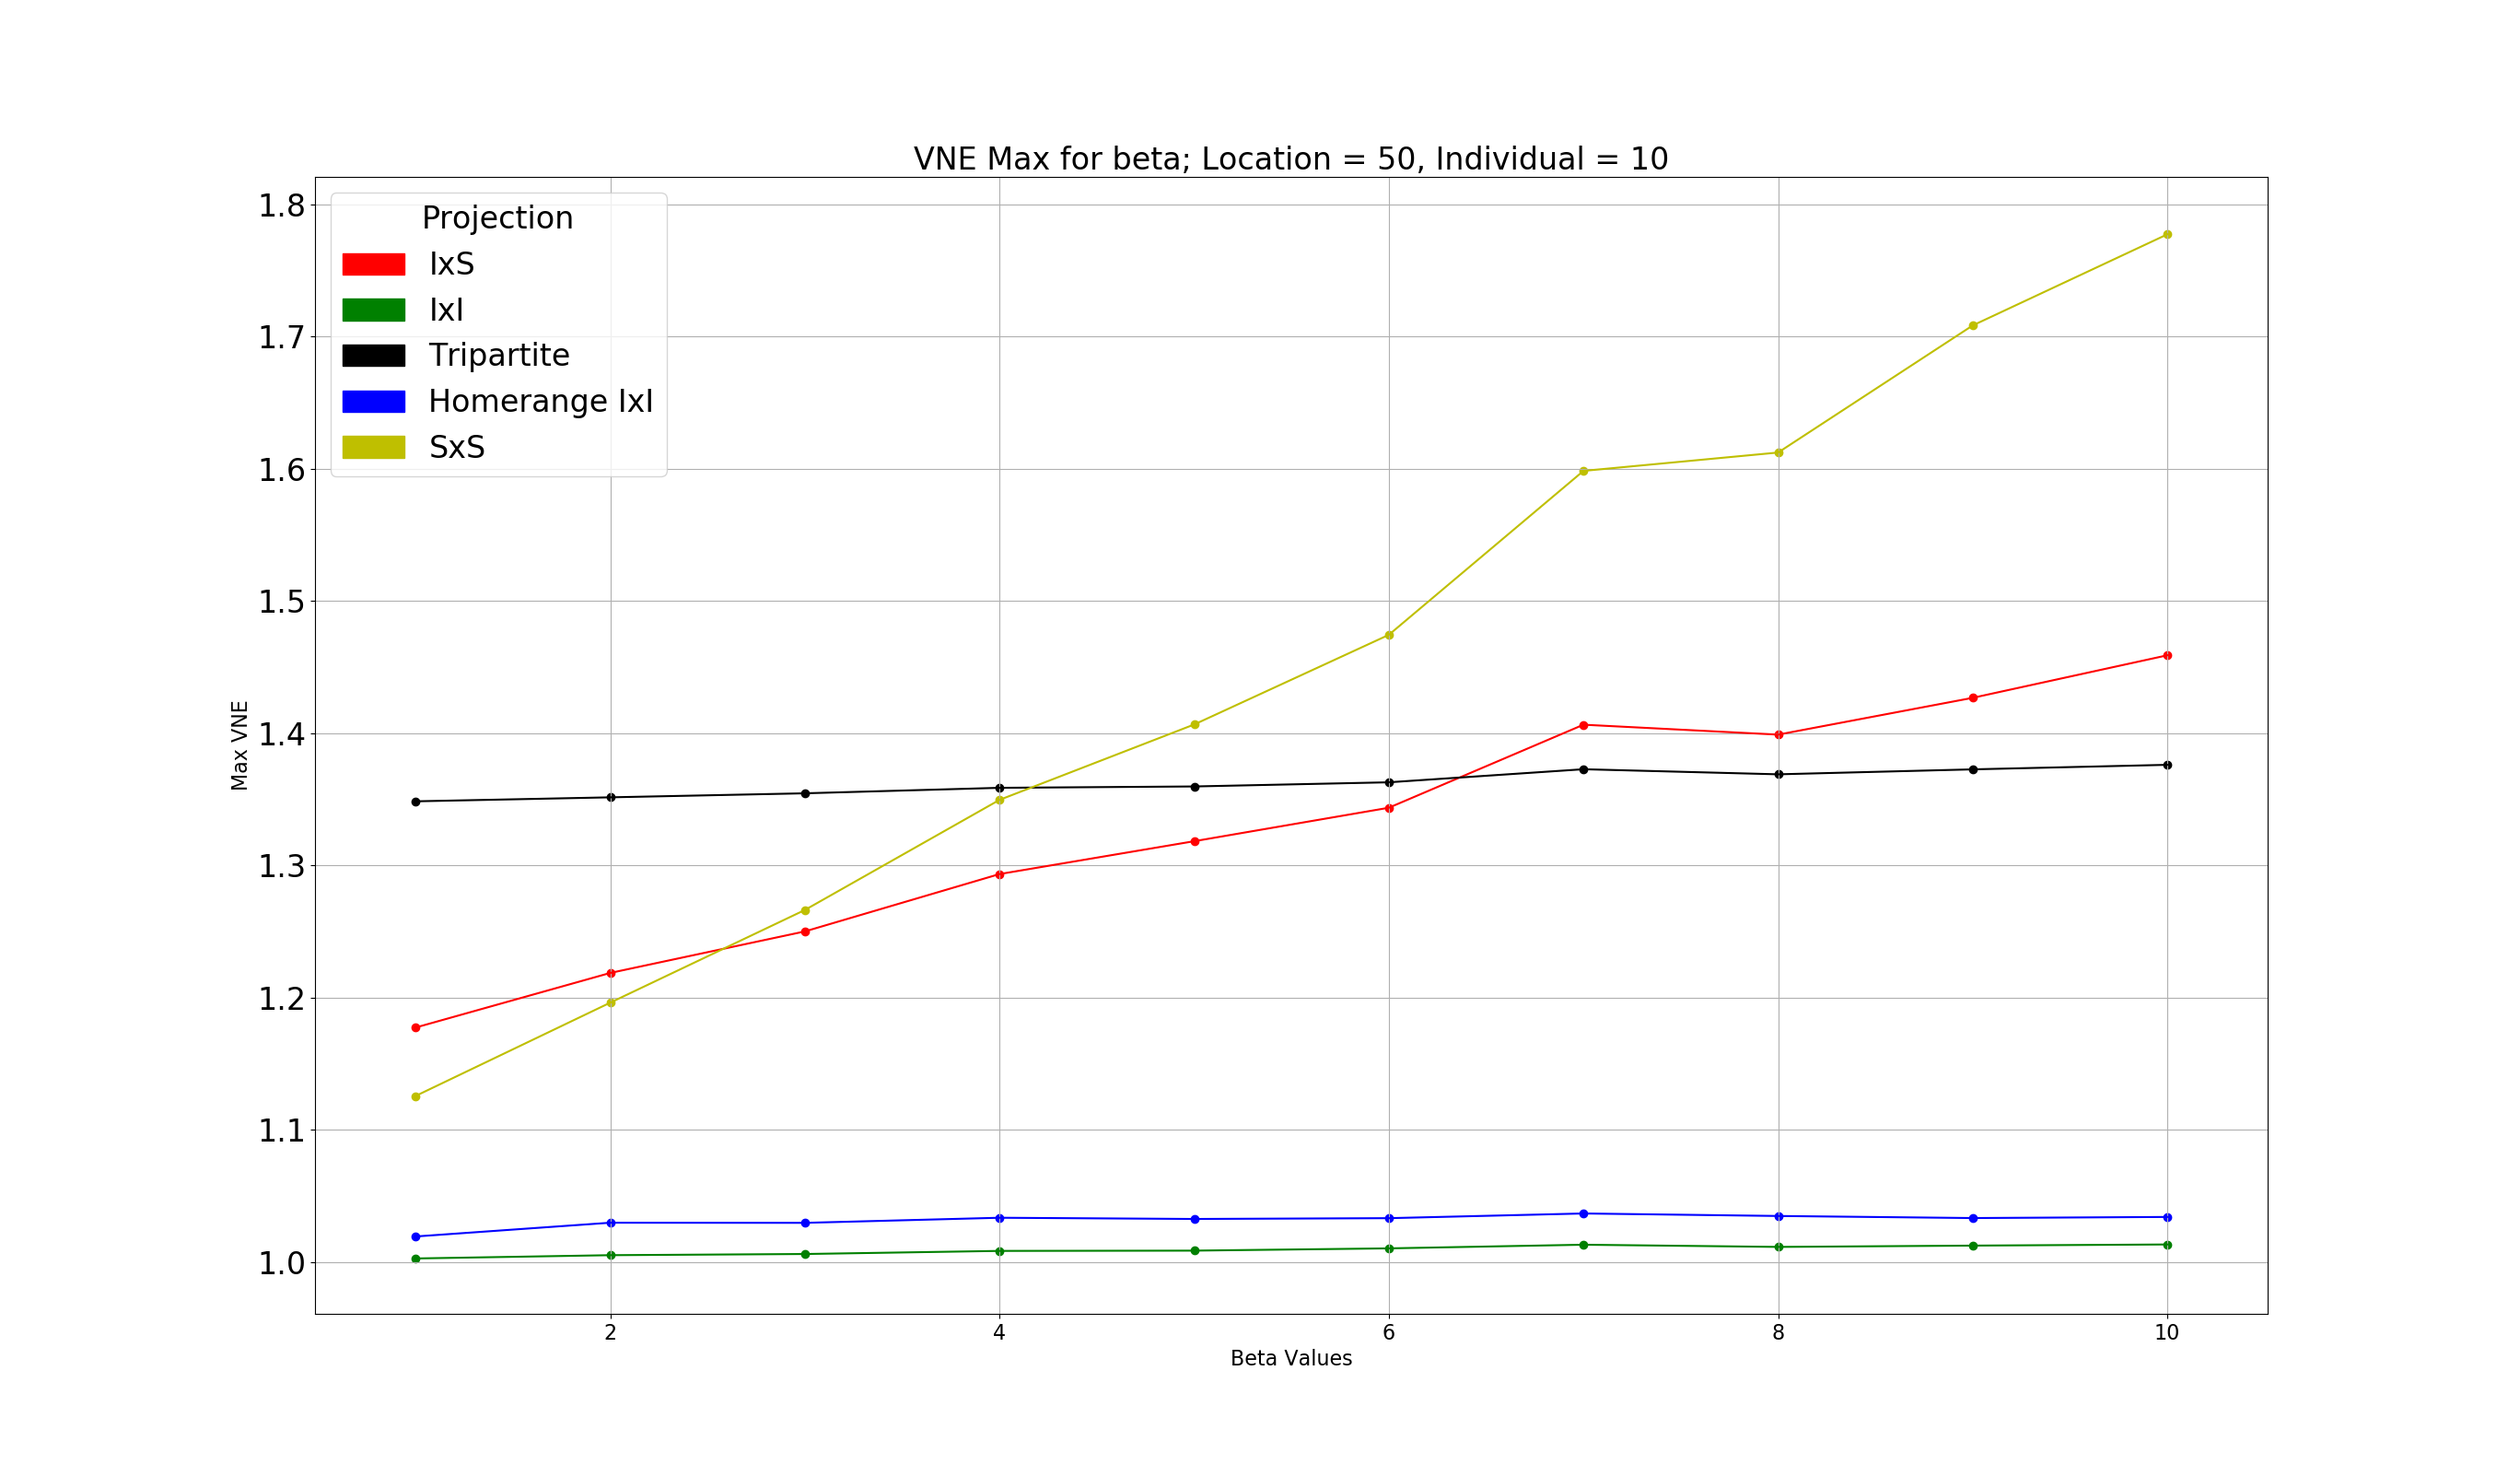 VNE Max for beta; Location = 50, Individual = 10
Projection
IxS
IxI
Tripartite
Homerange IxI
SxS
1.8
1.7
1.6
1.5
1.4
1.3
1.2
1.1
1.0
Max VNE
2 4 6 8 10
Beta Values